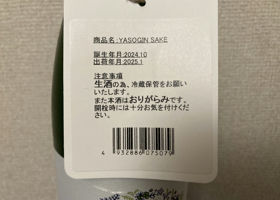 商品名:YASOGIN SAKE
誕生年月:2024.10
出荷年月:2025.1
注意事項
生酒の為、冷蔵保管をお願い
いたします。
また本酒はおりがらみです。
開栓時には十分お気を付けくだ
さい。
4 932886 075079